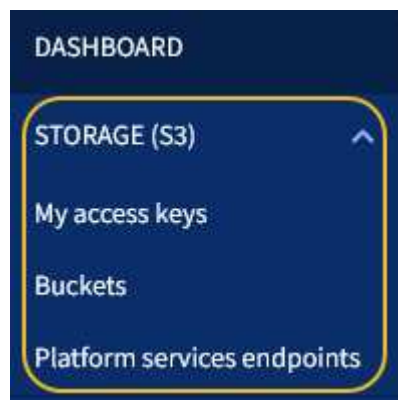 DASHBOARD
STORAGE (S3)
My access keys
Buckets
Platform services endpoints